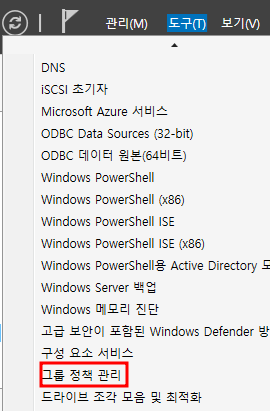 관리(M) 도구(T) 보기(V)
DNS
iSCSI 초기자
Microsoft Azure 서비스
ODBC Data Sources (32-bit)
ODBC 데이터 원본(64비트)
Windows PowerShell
Windows PowerShell (x86)
Windows PowerShell ISE
Windows PowerShell ISE (x86)
Windows PowerShell용 Active Directory 모
Windows Server 백업
Windows 메모리 진단
고급 보안이 포함된 Windows Defender 방
구성 요소 서비스
그룹 정책 관리
드라이브 조각 모음 및 최적화